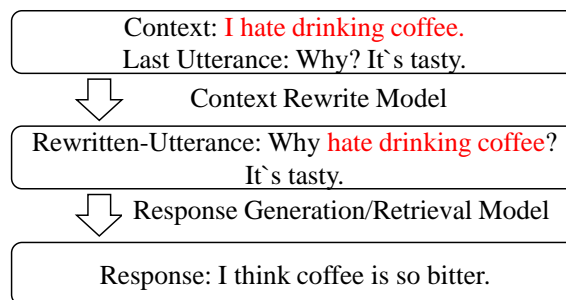 Context: I hate drinking coffee.
Last Utterance: Why? It`s tasty.
Context Rewrite Model
Rewritten-Utterance: Why hate drinking coffee?
It`s tasty.
Response Generation/Retrieval Model
Response: I think coffee is so bitter.